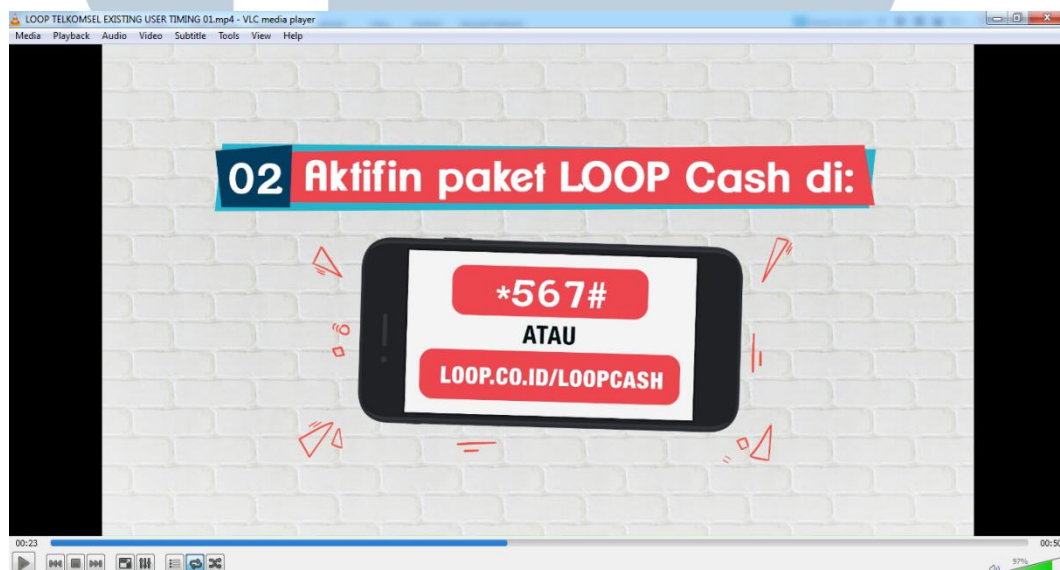 LOOP TELKOMSEL EXISTING USER TIMING 01.mp4 - VLC media player
Media Playback Audio Video Subtitle Tools View Help
02 Aktifin paket LOOP Cash di:
*567#
ATAU
LOOP.CO.ID/LOOPCASH
00:23 00:50
97%